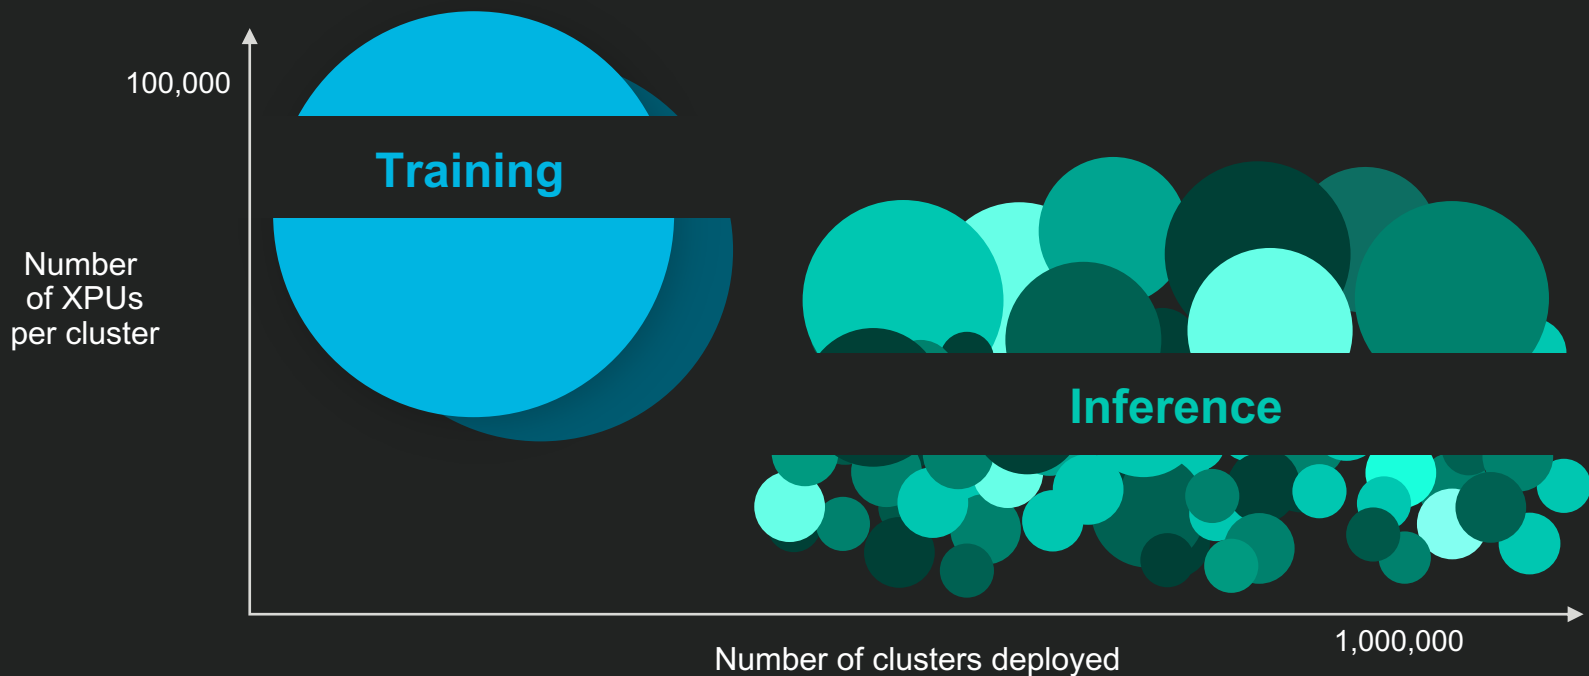 100,000
Training
Number
of XPUs
per cluster
Inference
1,000,000
Number of clusters deployed